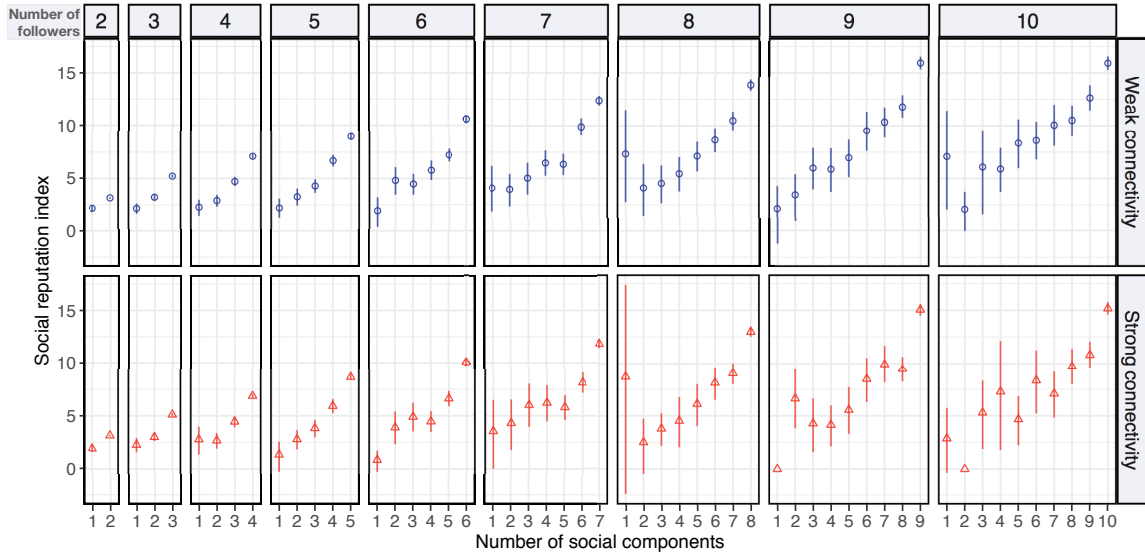 Number of followers 2 3 4 5 6 7 8 9 10
Social reputation index
15
10
5
0
Weak connectivity
15
10
5
0
Strong connectivity
1 2 1 2 3 1 2 3 4 1 2 3 4 5 1 2 3 4 5 6 1 2 3 4 5 6 7 1 2 3 4 5 6 7 8 1 2 3 4 5 6 7 8 9 1 2 3 4 5 6 7 8 9 10
Number of social components